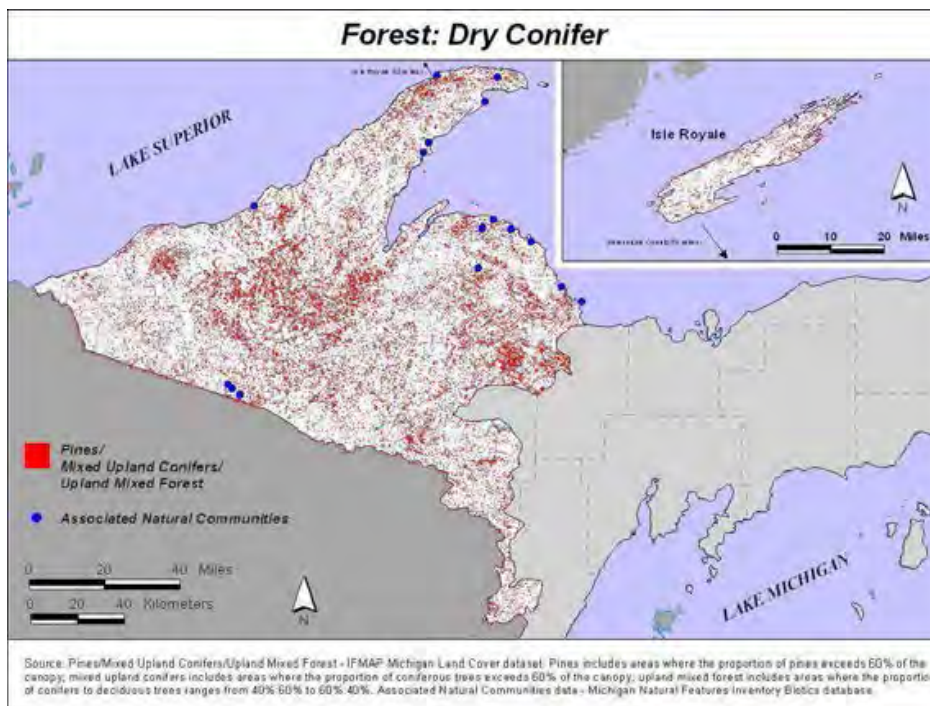 Forest: Dry Conifer
LAKE SUPERIOR
Isle Royale
N
0 10 20 Miles
Pines/
Mixed Upland Conifers/
Upland Mixed Forest
Associated Natural Communities
0 20 40 Miles
0 20 40 Kilometers
N
LAKE MICHIGAN
Source: Pines/Mixed Upland Conifers/Upland Mixed Forest - IFMAP Michigan Land Cover dataset. Pines includes areas where the proportion of pines exceeds 60% of the
canopy; mixed upland conifers includes areas where the proportion of coniferous trees exceeds 60% of the canopy; upland mixed forest includes areas where the proportio
of conifers to deciduous trees ranges from 40%:60% to 60%:40%. Associated Natural Communities data - Michigan Natural Features Inventory Biotics database.